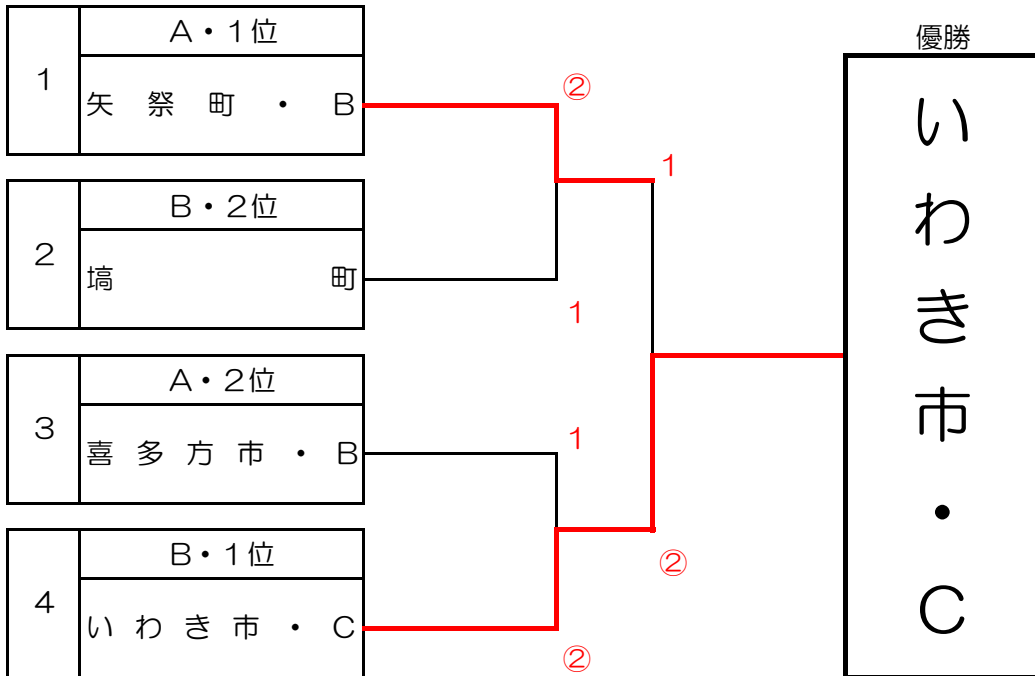 A・1位
1
矢祭町・B
②
1
B・2位
2
塙町
1
A・2位
3
喜多方市・B
1
B・1位
4
いわき市・C
②
②
優勝
いわき市・C